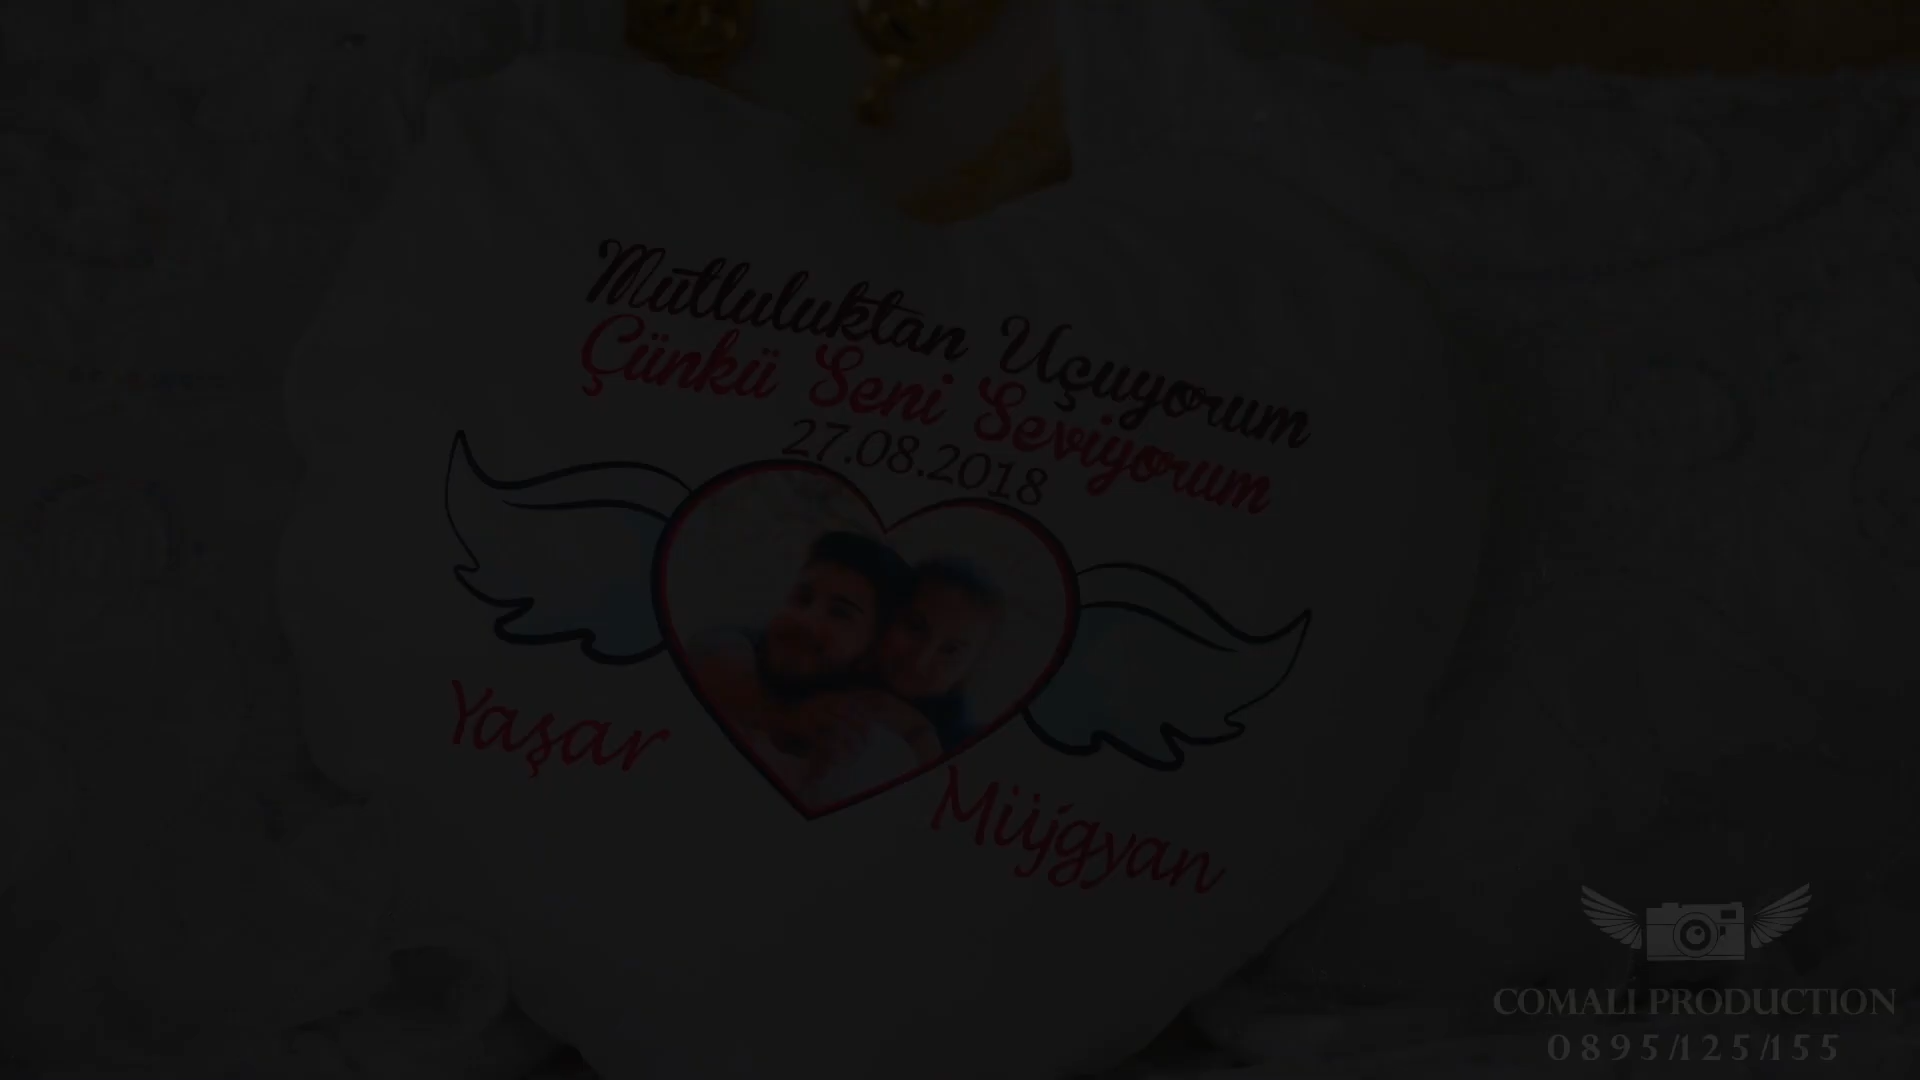 Mutluluktan Uçuyorum
Çünkü Seni Seviyorum
27.08.2018
Yaşar
Müjgyan
COMALİ PRODUCTION
0895/125/155